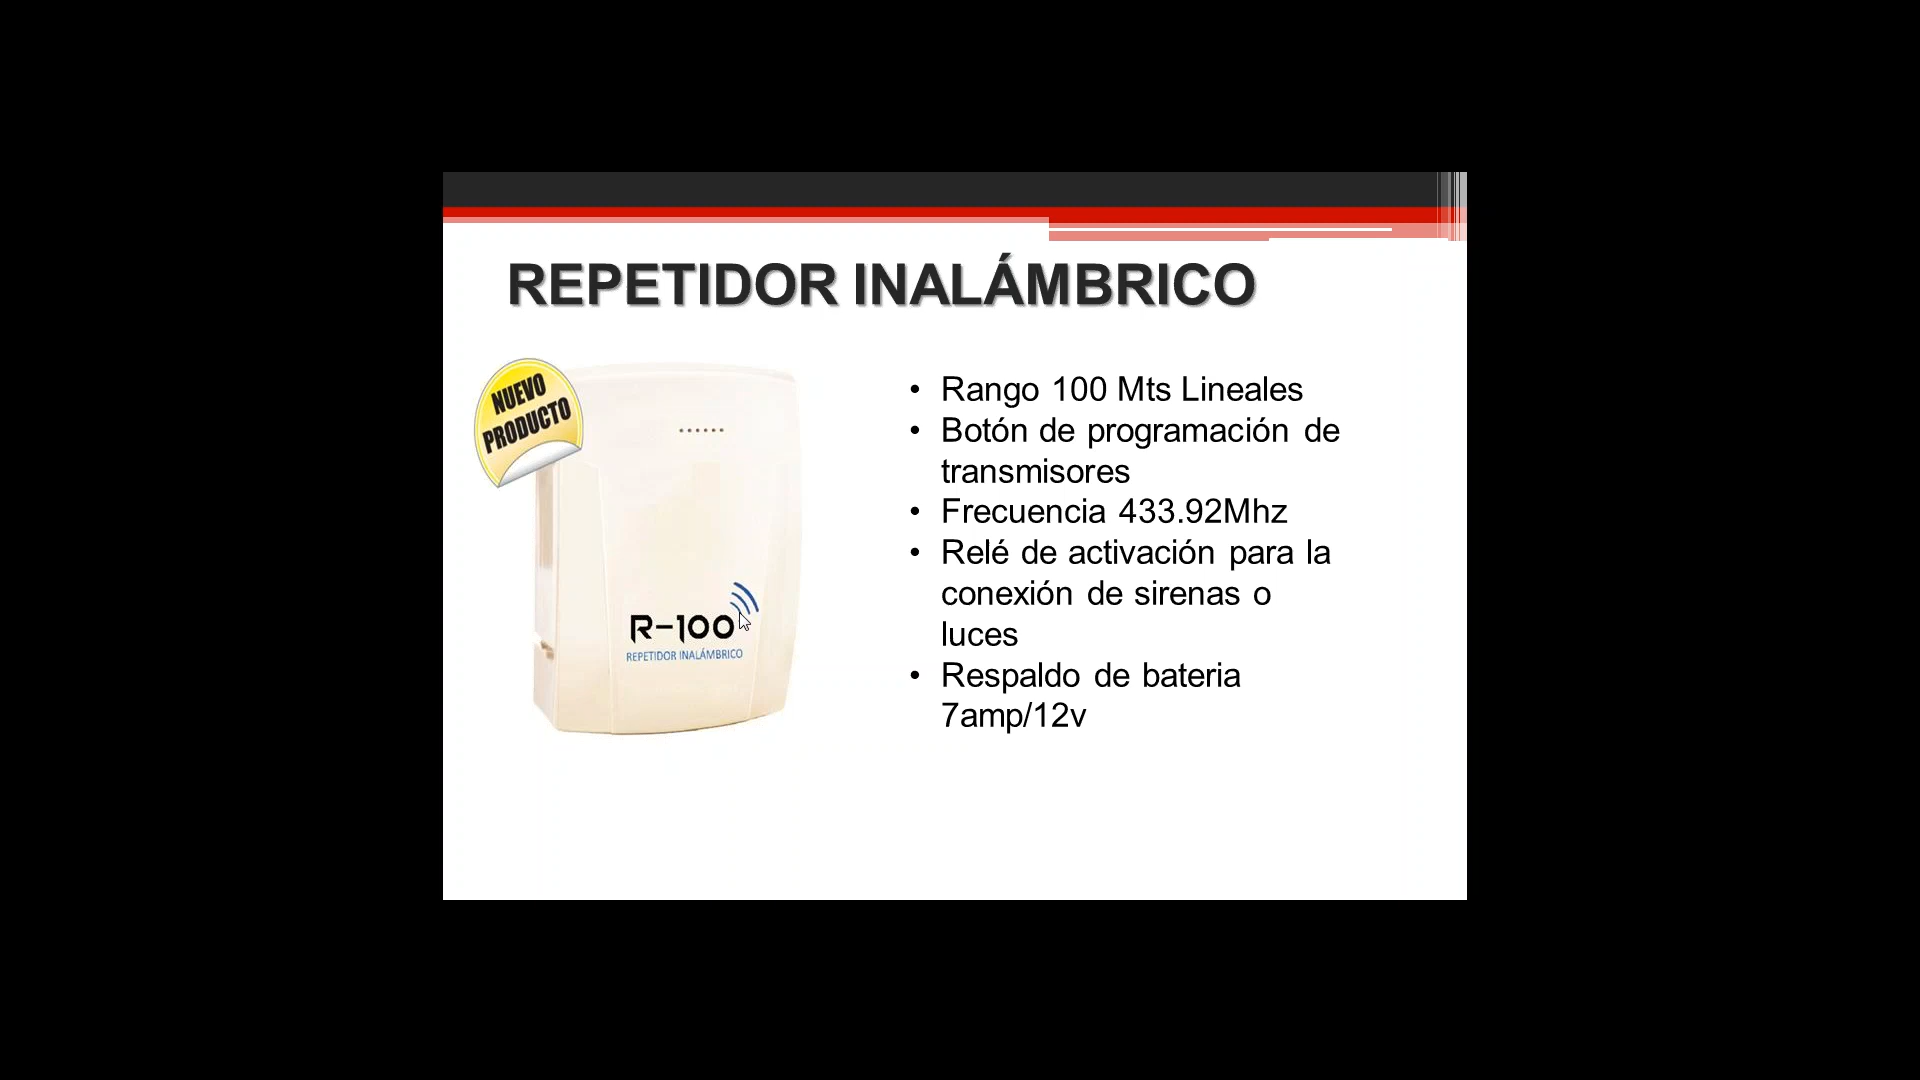 REPETIDOR INALÁMBRICO
NUEVO
PRODUCTO
R-100
REPETIDOR INALÁMBRICO
• Rango 100 Mts Lineales
• Botón de programación de
transmisores
• Frecuencia 433.92Mhz
• Relé de activación para la
conexión de sirenas o
luces
• Respaldo de bateria
7amp/12v